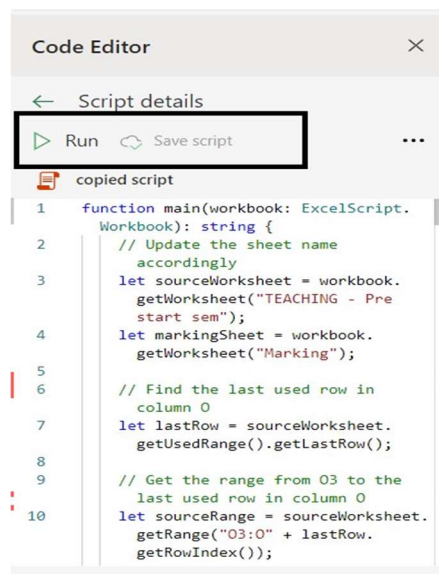 Code Editor
Script details
Run Save script
copied script
1 function main(workbook: ExcelScript.
Workbook): string {
2 // Update the sheet name
accordingly
3 let sourceWorksheet = workbook.
getWorksheet("TEACHING - Pre
start sem");
4 let markingSheet = workbook.
getWorksheet("Marking");
5
6 // Find the last used row in
column O
7 let lastRow = sourceWorksheet.
getUsedRange().getLastRow();
8
9 // Get the range from O3 to the
last used row in column O
10 let sourceRange = sourceWorksheet.
getRange("O3:O" + lastRow.
getRowIndex());